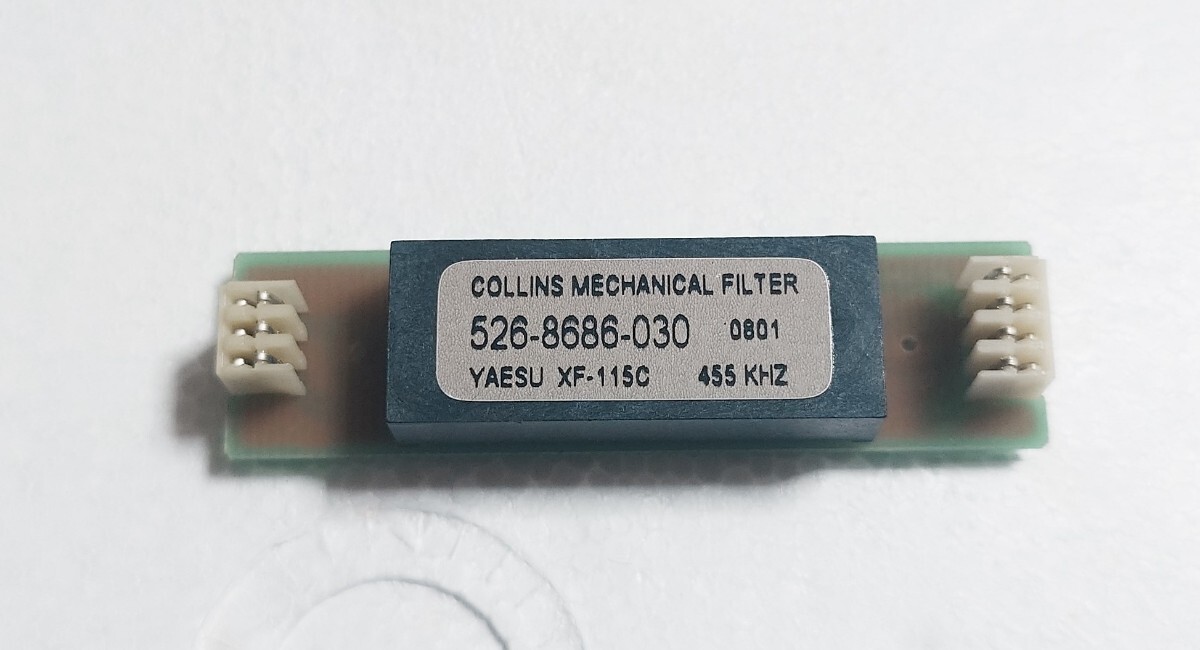 COLLINS MECHANICAL FILTER
526-8686-030 0801
YAESU XF-115C 455 KHZ